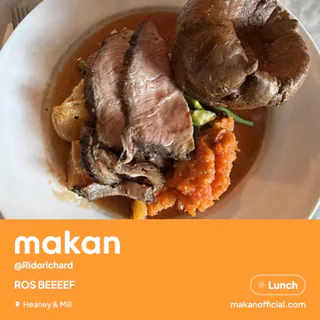 makan
@Ridorichard
ROS BEEEEF
Lunch
Heaney & Mill
makanofficial.com